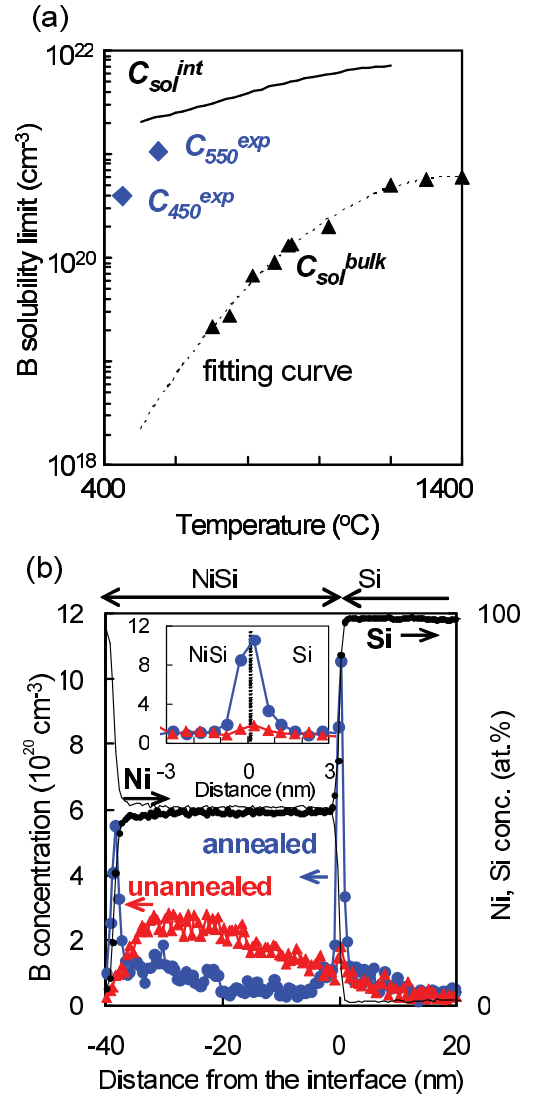 (a)
10^22
C_sol^int
C_550^exp
C_450^exp
10^20
C_sol^bulk
fitting curve
10^18
400
1400
B solubility limit (cm^-3)
Temperature (°C)
(b)
NiSi
Si
12
100
12
NiSi
Si
Si
10
8
8
4
0
-3
0
3
Distance (nm)
Ni
6
annealed
4
unannealed
2
0
0
-40
-20
0
20
B concentration (10^20 cm^-3)
Ni, Si conc. (at.%)
Distance from the interface (nm)